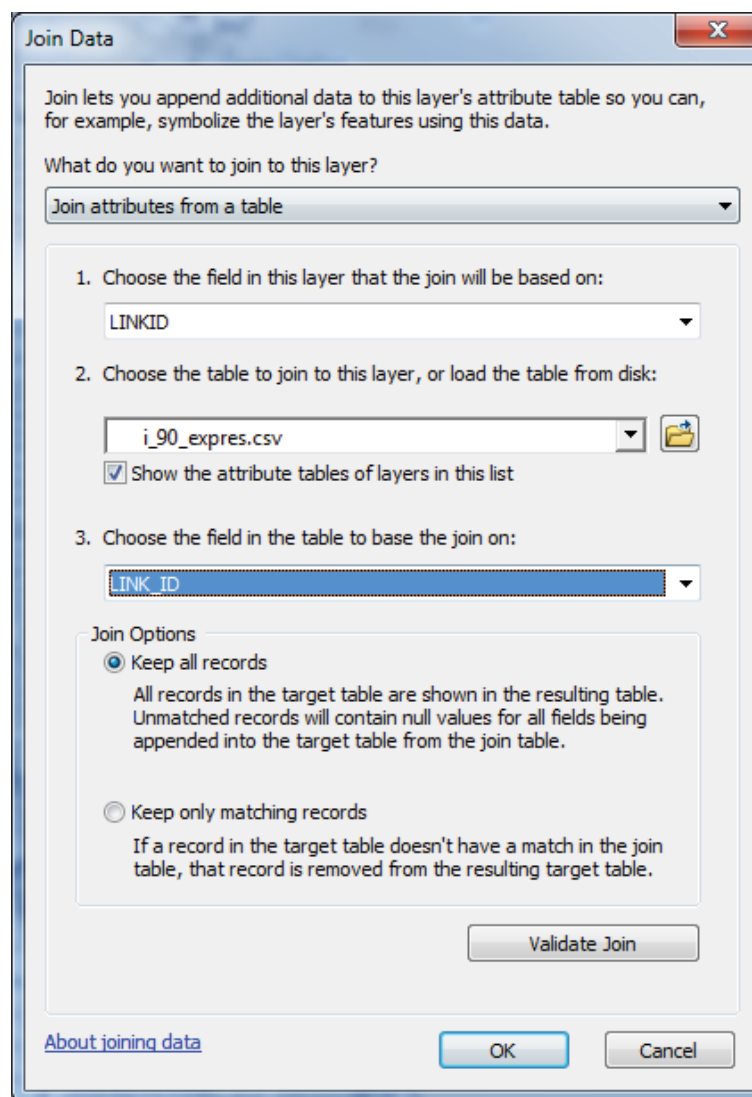 Join Data
Join lets you append additional data to this layer's attribute table so you can,
for example, symbolize the layer's features using this data.
What do you want to join to this layer?
Join attributes from a table
1. Choose the field in this layer that the join will be based on:
LINKID
2. Choose the table to join to this layer, or load the table from disk:
i_90_expres.csv
Show the attribute tables of layers in this list
3. Choose the field in the table to base the join on:
LINK_ID
Join Options
Keep all records
All records in the target table are shown in the resulting table.
Unmatched records will contain null values for all fields being
appended into the target table from the join table.
Keep only matching records
If a record in the target table doesn't have a match in the join
table, that record is removed from the resulting target table.
Validate Join
About joining data
OK
Cancel